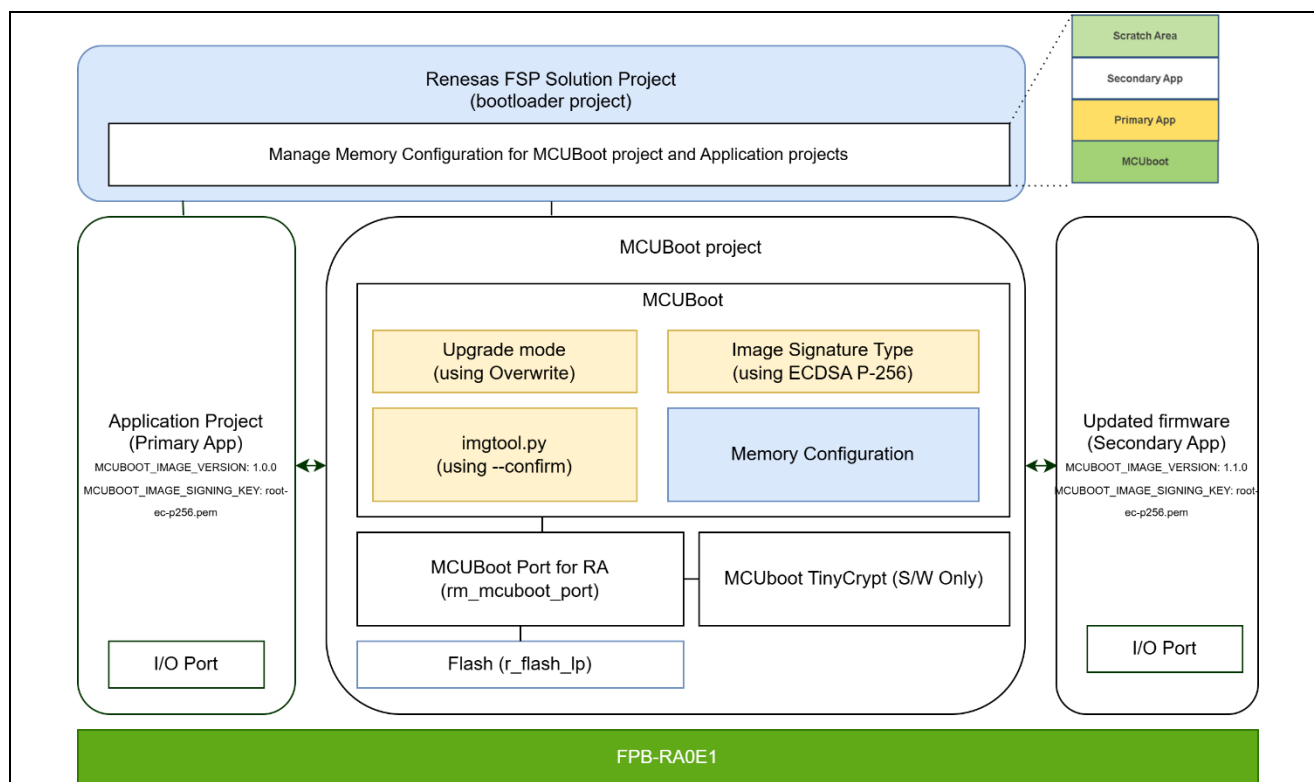 Renesas FSP Solution Project
(bootloader project)
Manage Memory Configuration for MCUBoot project and Application projects
Scratch Area
Secondary App
Primary App
MCUboot
Application Project
(Primary App)
MCUBOOT_IMAGE_VERSION: 1.0.0
MCUBOOT_IMAGE_SIGNING_KEY: root-
ec-p256.pem
I/O Port
MCUBoot project
MCUBoot
Upgrade mode
(using Overwrite)
Image Signature Type
(using ECDSA P-256)
imgtool.py
(using --confirm)
Memory Configuration
MCUBoot Port for RA
(rm_mcuboot_port)
MCUboot TinyCrypt (S/W Only)
Flash (r_flash_lp)
Updated firmware
(Secondary App)
MCUBOOT_IMAGE_VERSION: 1.1.0
MCUBOOT_IMAGE_SIGNING_KEY: root-
ec-p256.pem
I/O Port
FPB-RA0E1